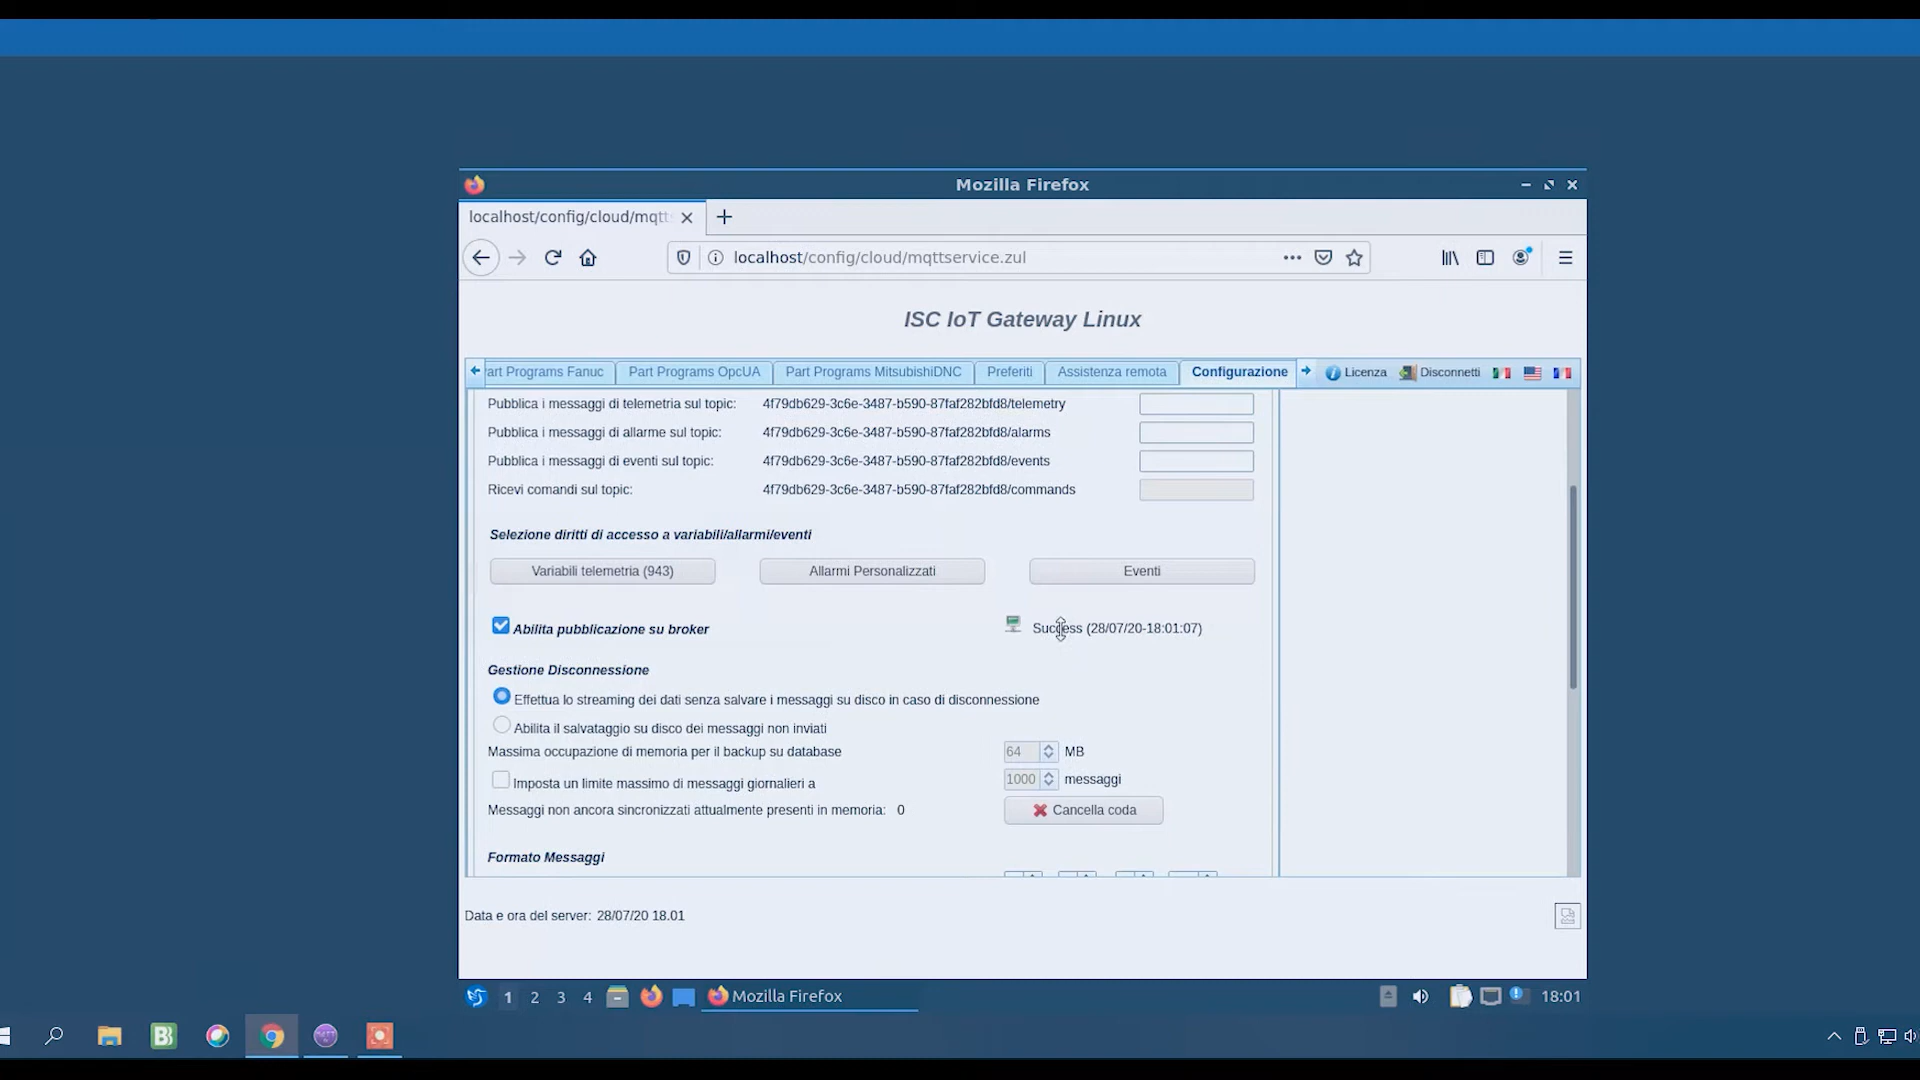 Mozilla Firefox
localhost/config/cloud/mqtts
localhost/config/cloud/mqttservice.zul
ISC IoT Gateway Linux
art Programs Fanuc
Part Programs OpcUA
Part Programs MitsubishiDNC
Preferiti
Assistenza remota
Configurazione
Licenza
Disconnetti
Pubblica i messaggi di telemetria sul topic: 4f79db629-3c6e-3487-b590-87faf282bfd8/telemetry
Pubblica i messaggi di allarme sul topic: 4f79db629-3c6e-3487-b590-87faf282bfd8/alarms
Pubblica i messaggi di eventi sul topic: 4f79db629-3c6e-3487-b590-87faf282bfd8/events
Ricevi comandi sul topic: 4f79db629-3c6e-3487-b590-87faf282bfd8/commands
Selezione diritti di accesso a variabili/allarmi/eventi
Variabili telemetria (943)
Allarmi Personalizzati
Eventi
Abilita pubblicazione su broker
Success (28/07/20-18:01:07)
Gestione Disconnessione
Effettua lo streaming dei dati senza salvare i messaggi su disco in caso di disconnessione
Abilita il salvataggio su disco dei messaggi non inviati
Massima occupazione di memoria per il backup su database 64 MB
Imposta un limite massimo di messaggi giornalieri a 1000 messaggi
Messaggi non ancora sincronizzati attualmente presenti in memoria: 0 Cancella coda
Formato Messaggi
Data e ora del server: 28/07/20 18.01
1 2 3 4 Mozilla Firefox 18:01